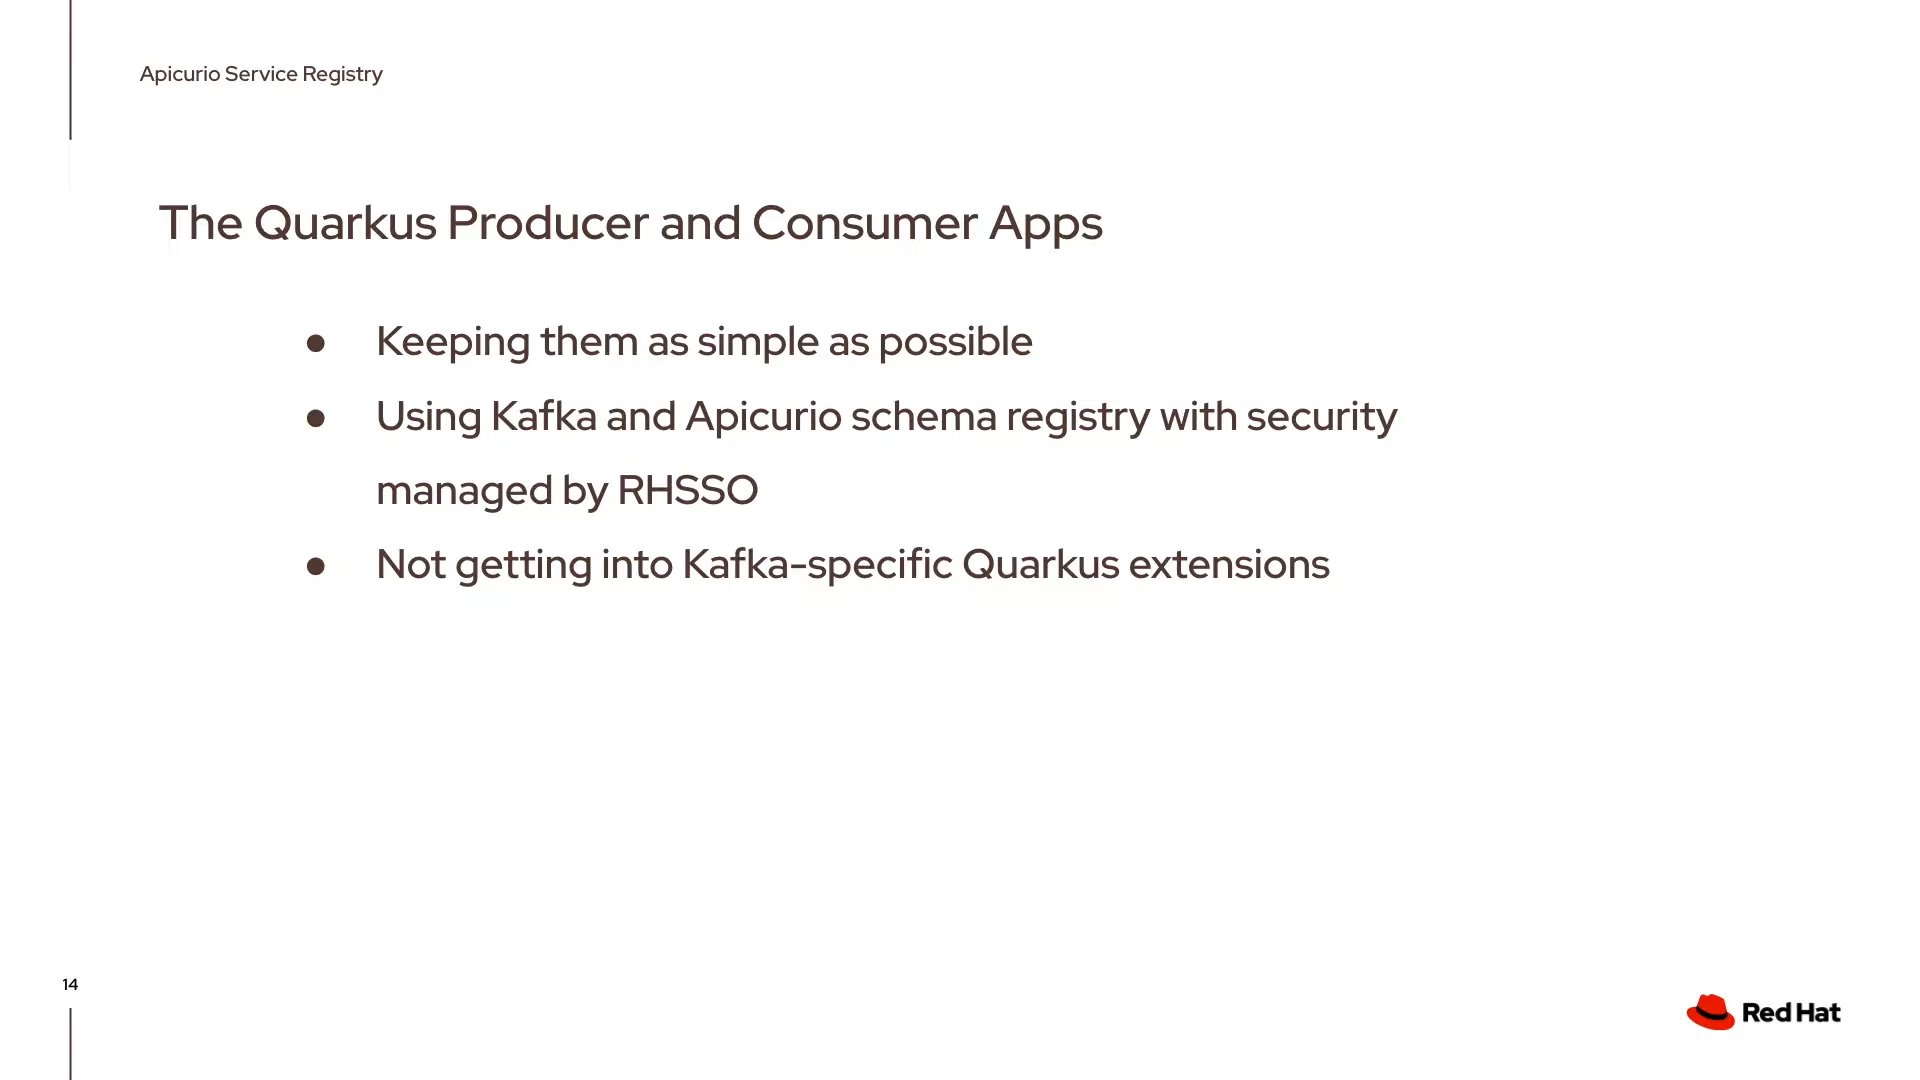 Apicurio Service Registry
The Quarkus Producer and Consumer Apps
● Keeping them as simple as possible
● Using Kafka and Apicurio schema registry with security
managed by RHSSO
● Not getting into Kafka-specific Quarkus extensions
14
Red Hat